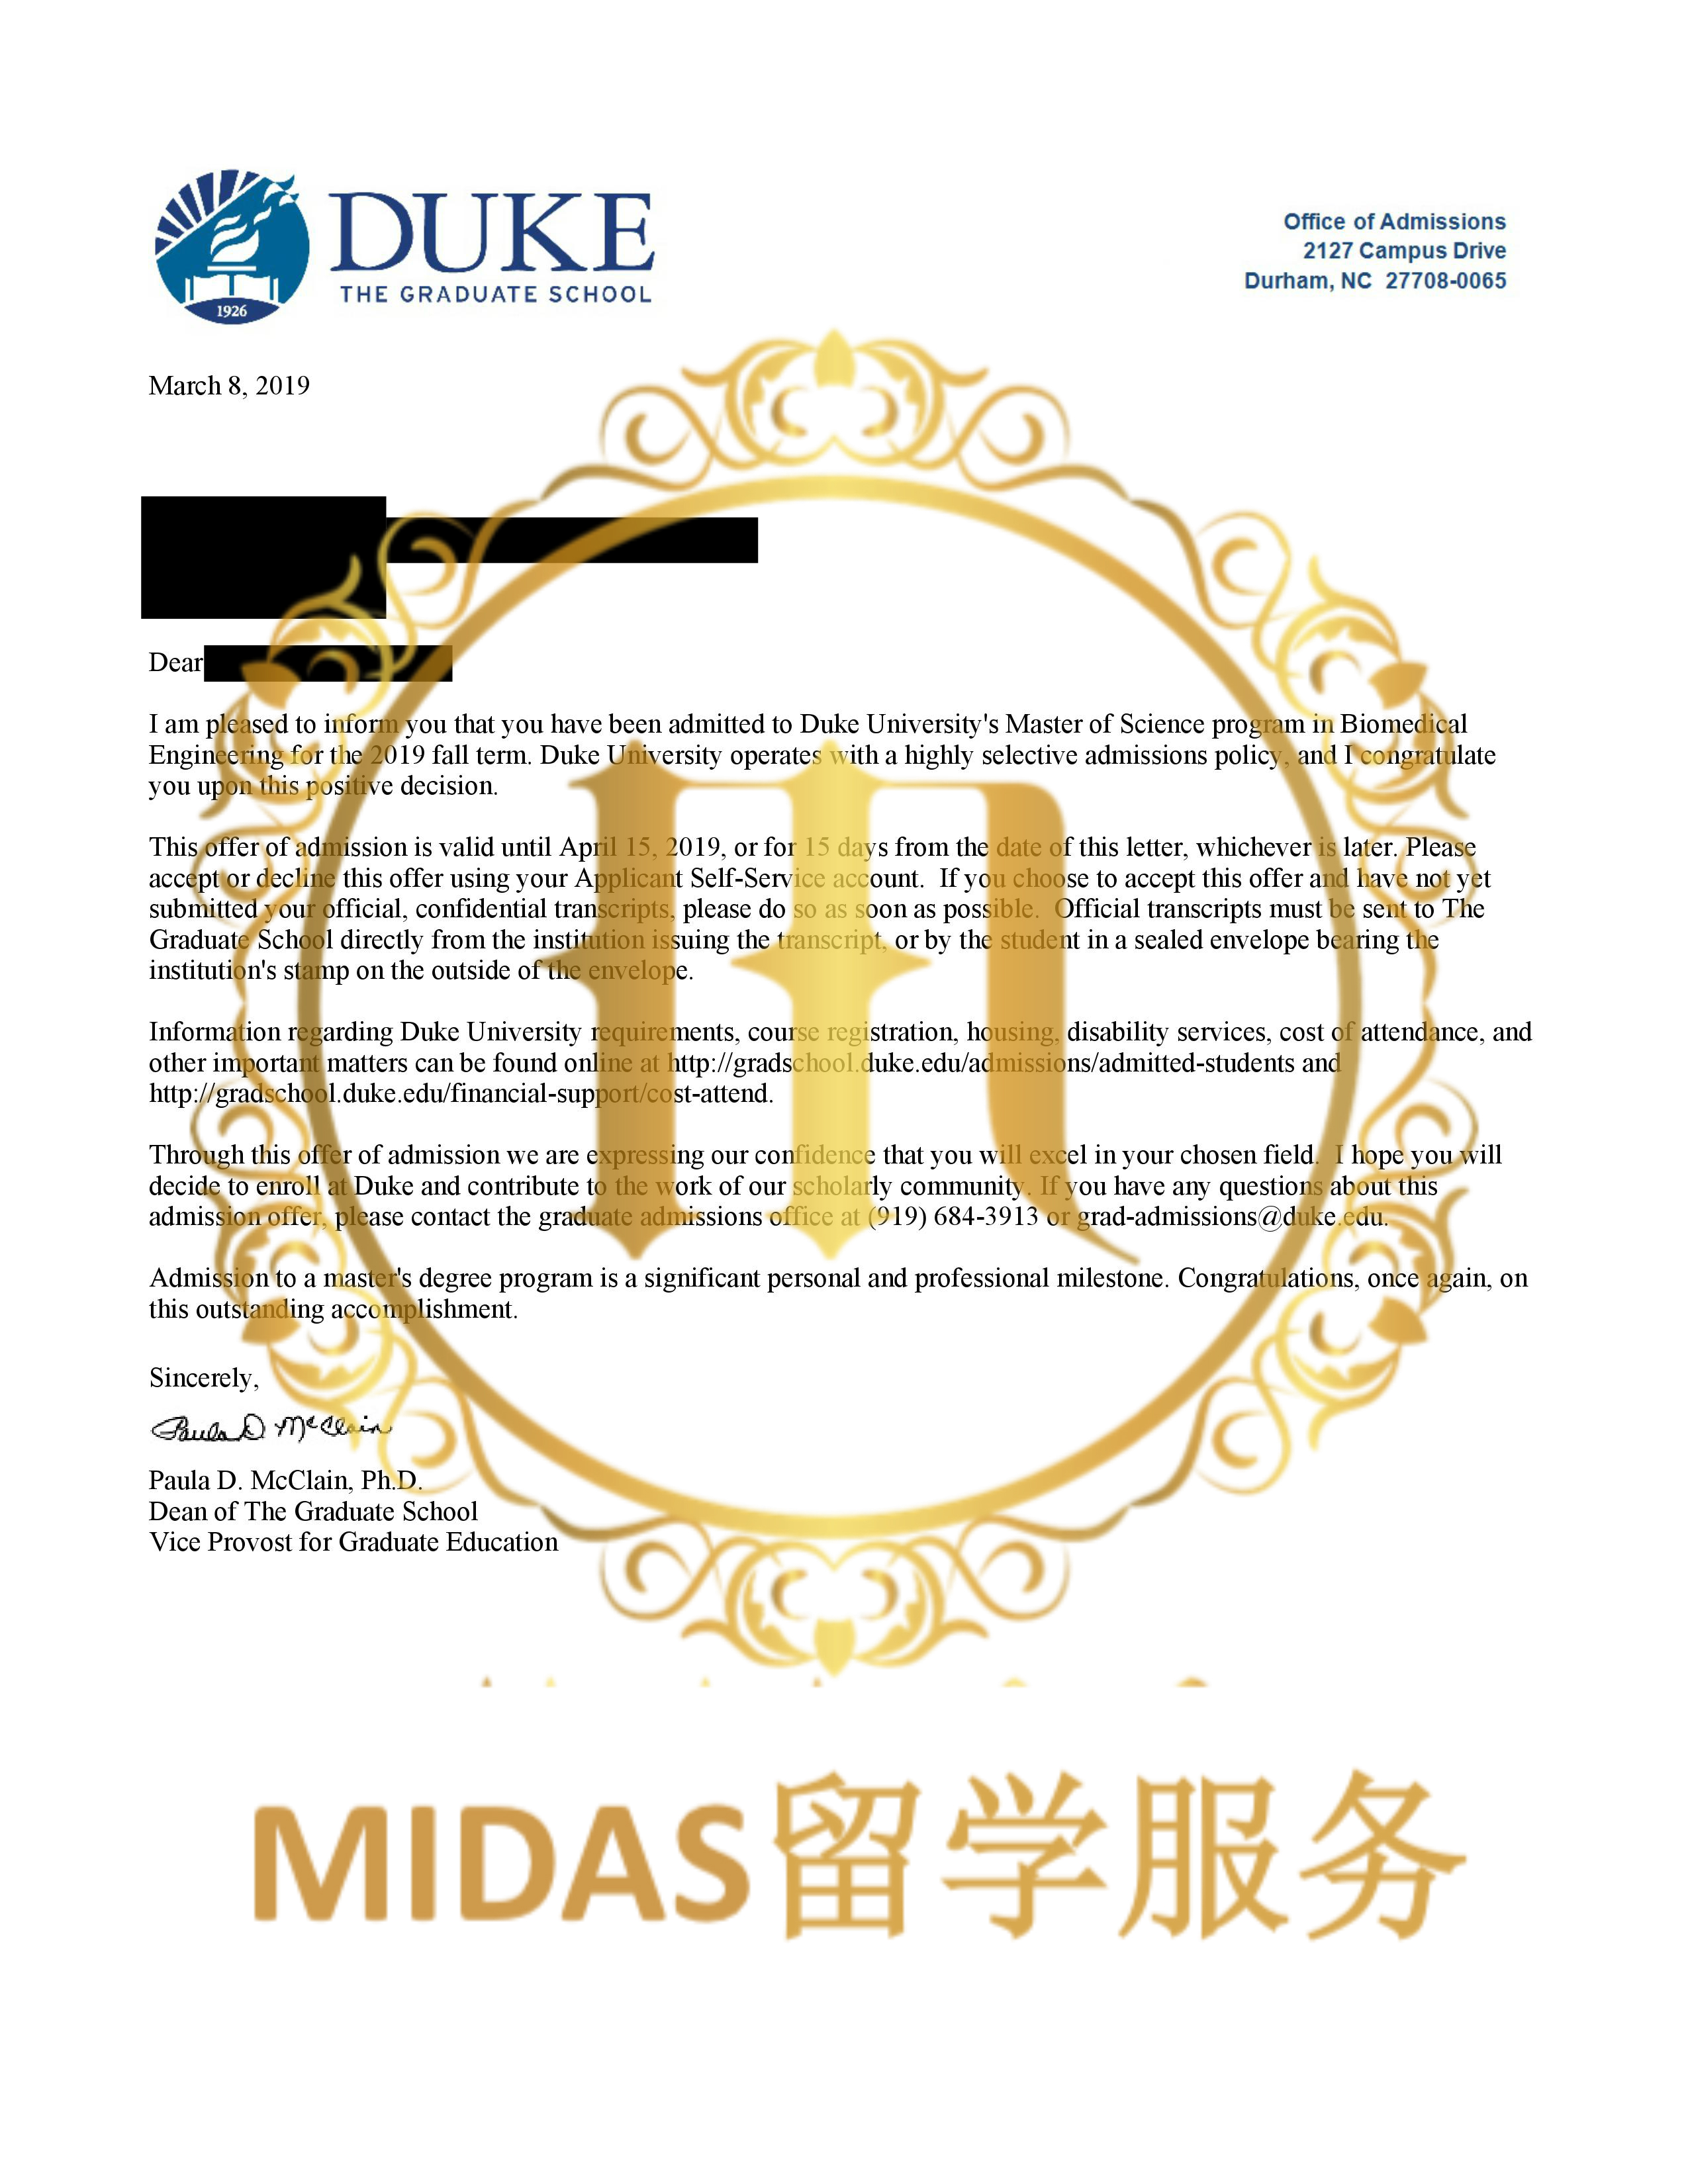 DUKE
THE GRADUATE SCHOOL
1926
Office of Admissions
2127 Campus Drive
Durham, NC  27708-0065
March 8, 2019
Dear
I am pleased to inform you that you have been admitted to Duke University's Master of Science program in Biomedical
Engineering for the 2019 fall term. Duke University operates with a highly selective admissions policy, and I congratulate
you upon this positive decision.
This offer of admission is valid until April 15, 2019, or for 15 days from the date of this letter, whichever is later. Please
accept or decline this offer using your Applicant Self-Service account.  If you choose to accept this offer and have not yet
submitted your official, confidential transcripts, please do so as soon as possible.  Official transcripts must be sent to The
Graduate School directly from the institution issuing the transcript, or by the student in a sealed envelope bearing the
institution's stamp on the outside of the envelope.
Information regarding Duke University requirements, course registration, housing, disability services, cost of attendance, and
other important matters can be found online at http://gradschool.duke.edu/admissions/admitted-students and
http://gradschool.duke.edu/financial-support/cost-attend.
Through this offer of admission we are expressing our confidence that you will excel in your chosen field.  I hope you will
decide to enroll at Duke and contribute to the work of our scholarly community. If you have any questions about this
admission offer, please contact the graduate admissions office at (919) 684-3913 or grad-admissions@duke.edu.
Admission to a master's degree program is a significant personal and professional milestone. Congratulations, once again, on
this outstanding accomplishment.
Sincerely,
Paula D McClain
Paula D. McClain, Ph.D.
Dean of The Graduate School
Vice Provost for Graduate Education
MIDAS留学服务